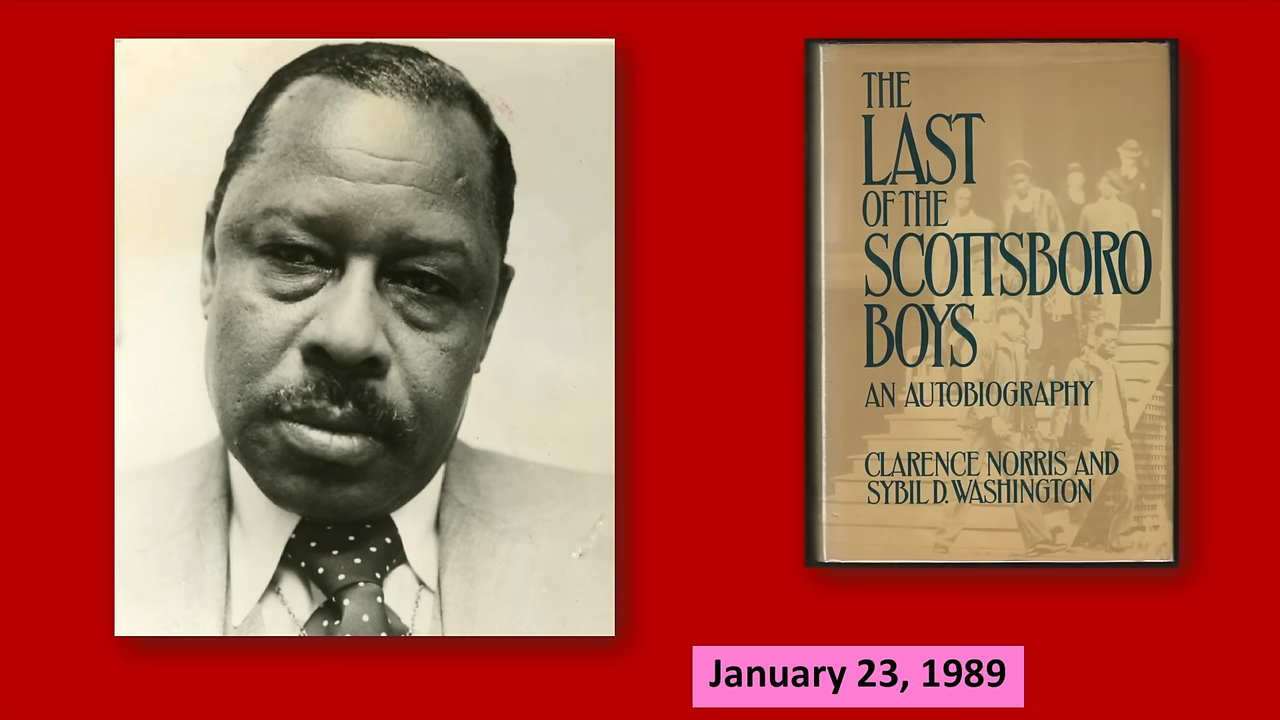 THE
LAST
OF THE
SCOTTSBORO
BOYS
AN AUTOBIOGRAPHY
CLARENCE NORRIS AND
SYBIL D. WASHINGTON
January 23, 1989